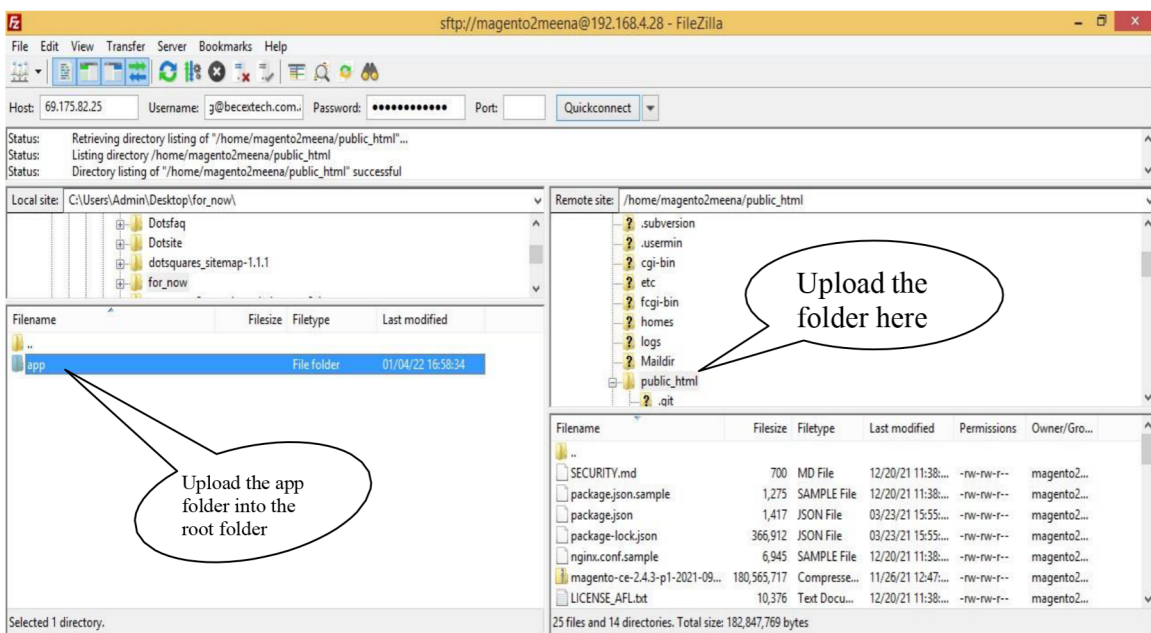 sftp://magento2meena@192.168.4.28 - FileZilla
File Edit View Transfer Server Bookmarks Help
Host: 69.175.82.25 Username: g@becextech.com. Password: ●●●●●●●●●●●● Port: Quickconnect
Status: Retrieving directory listing of "/home/magento2meena/public_html"...
Status: Listing directory /home/magento2meena/public_html
Status: Directory listing of "/home/magento2meena/public_html" successful
Local site: C:\Users\Admin\Desktop\for_now\
Dotsfaq
Dotsite
dotsquares_sitemap-1.1.1
for_now
Filename Filesize Filetype Last modified
..
app File folder 01/04/22 16:58:34
Upload the app
folder into the
root folder
Selected 1 directory.
Remote site: /home/magento2meena/public_html
.subversion
.usermin
cgi-bin
etc
fcgi-bin
homes
logs
Maildir
public_html
.git
Upload the
folder here
Filename Filesize Filetype Last modified Permissions Owner/Gro...
..
SECURITY.md 700 MD File 12/20/21 11:38:... -rw-rw-r-- magento2...
package.json.sample 1,275 SAMPLE File 12/20/21 11:38:... -rw-rw-r-- magento2...
package.json 1,417 JSON File 03/23/21 15:55:... -rw-rw-r-- magento2...
package-lock.json 366,912 JSON File 03/23/21 15:55:... -rw-rw-r-- magento2...
nginx.conf.sample 6,945 SAMPLE File 12/20/21 11:38:... -rw-rw-r-- magento2...
magento-ce-2.4.3-p1-2021-09... 180,565,717 Compresse... 11/26/21 12:47:... -rw-rw-r-- magento2...
LICENSE_AFL.txt 10,376 Text Docu... 12/20/21 11:38:... -rw-rw-r-- magento2...
25 files and 14 directories. Total size: 182,847,769 bytes